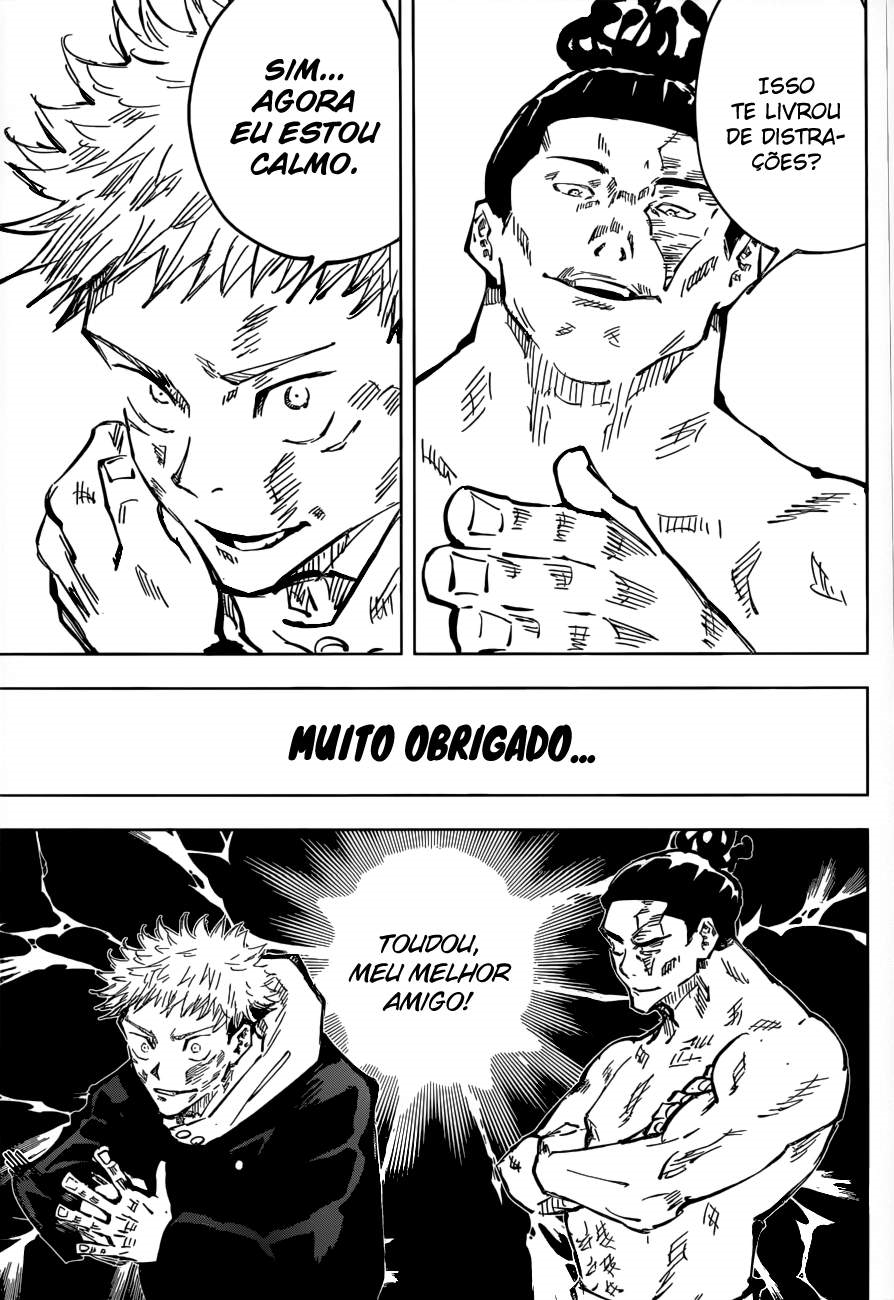 ISSO
TE LIVROU
DE DISTRA-
ÇÕES?
SIM...
AGORA
EU ESTOU
CALMO.
MUITO OBRIGADO...
TOUDOU,
MEU MELHOR
AMIGO!